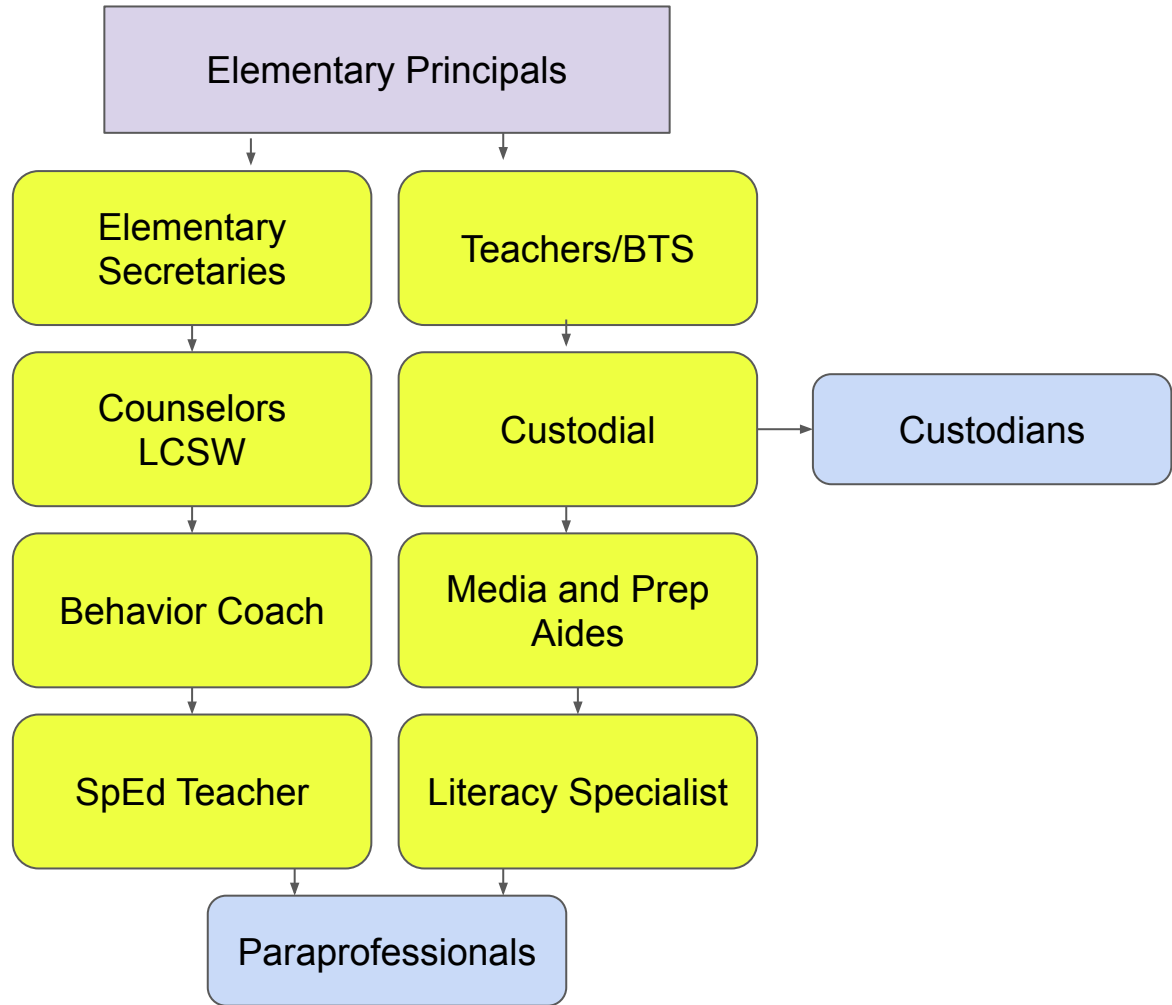 Elementary Principals
Elementary
Secretaries
Teachers/BTS
Counselors
LCSW
Custodial
Custodians
Behavior Coach
Media and Prep
Aides
SpEd Teacher
Literacy Specialist
Paraprofessionals